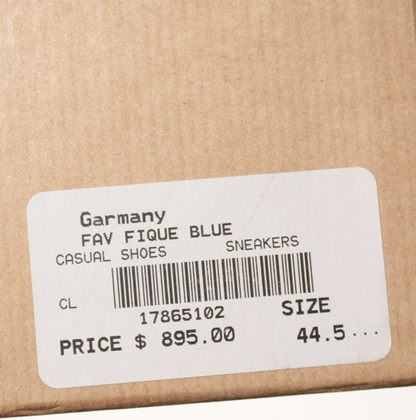 Garmany
FAV FIQUE BLUE
CASUAL SHOES SNEAKERS
CL
17865102 SIZE
PRICE $ 895.00 44.5...